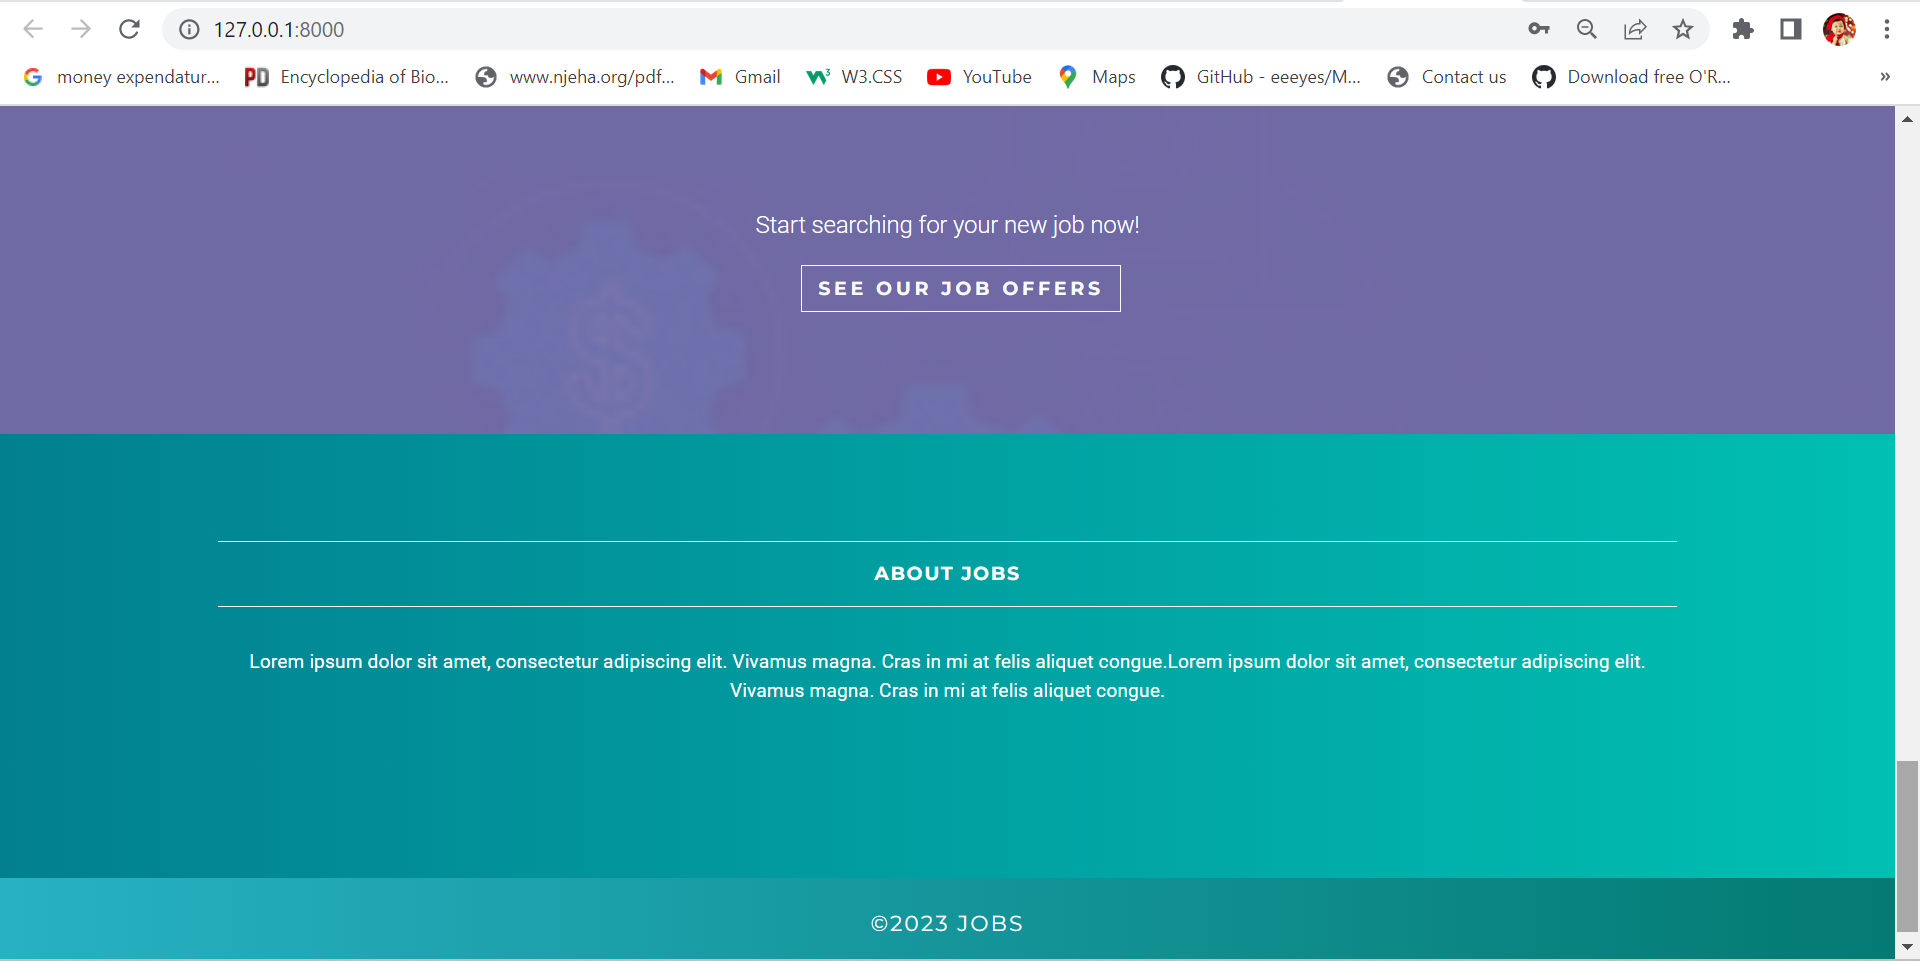 127.0.0.1:8000
money expendatur...
Encyclopedia of Bio...
www.njeha.org/pdf...
Gmail
W3.CSS
YouTube
Maps
GitHub - eeeyes/M...
Contact us
Download free O'R...
»
Start searching for your new job now!
SEE OUR JOB OFFERS
$
ABOUT JOBS
Lorem ipsum dolor sit amet, consectetur adipiscing elit. Vivamus magna. Cras in mi at felis aliquet congue.Lorem ipsum dolor sit amet, consectetur adipiscing elit.
Vivamus magna. Cras in mi at felis aliquet congue.
©2023 JOBS